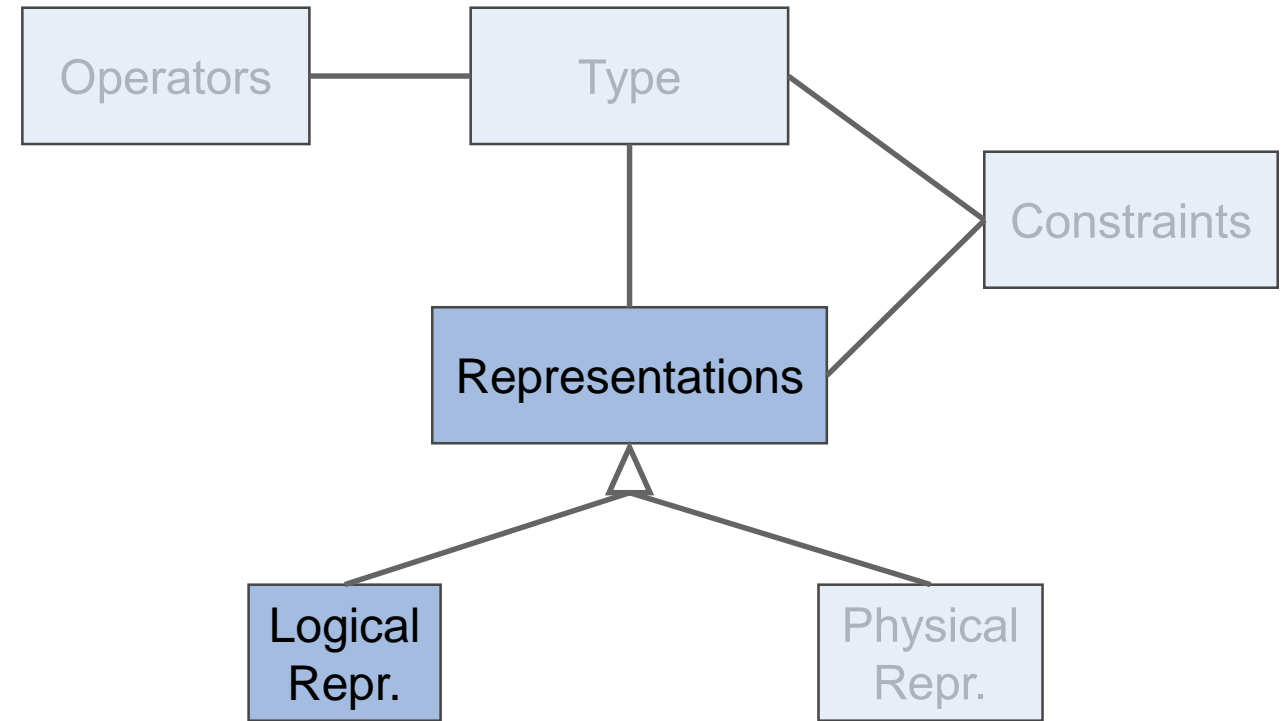 Operators
Type
Constraints
Representations
Logical
Repr.
Physical
Repr.